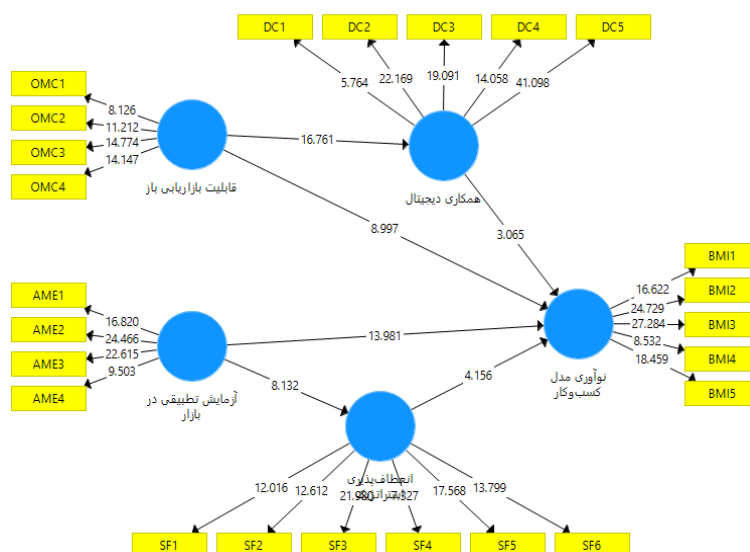 DC1
DC2
DC3
DC4
DC5
5.764
22.169
19.091
14.058
41.098
OMC1
OMC2
OMC3
OMC4
8.126
11.212
14.774
14.147
16.761
قابلیت بازاریابی باز
همکاری دیجیتال
8.997
3.065
BMI1
BMI2
BMI3
BMI4
BMI5
16.622
24.729
27.284
8.532
18.459
AME1
AME2
AME3
AME4
16.820
24.466
22.615
9.503
13.981
نوآوری مدل
کسب‌وکار
آزمایش تطبیقی در
بازار
8.132
4.156
انعطاف‌پذیری
12.016
12.612
17.568
13.799
SF1
SF2
SF3
SF4
SF5
SF6